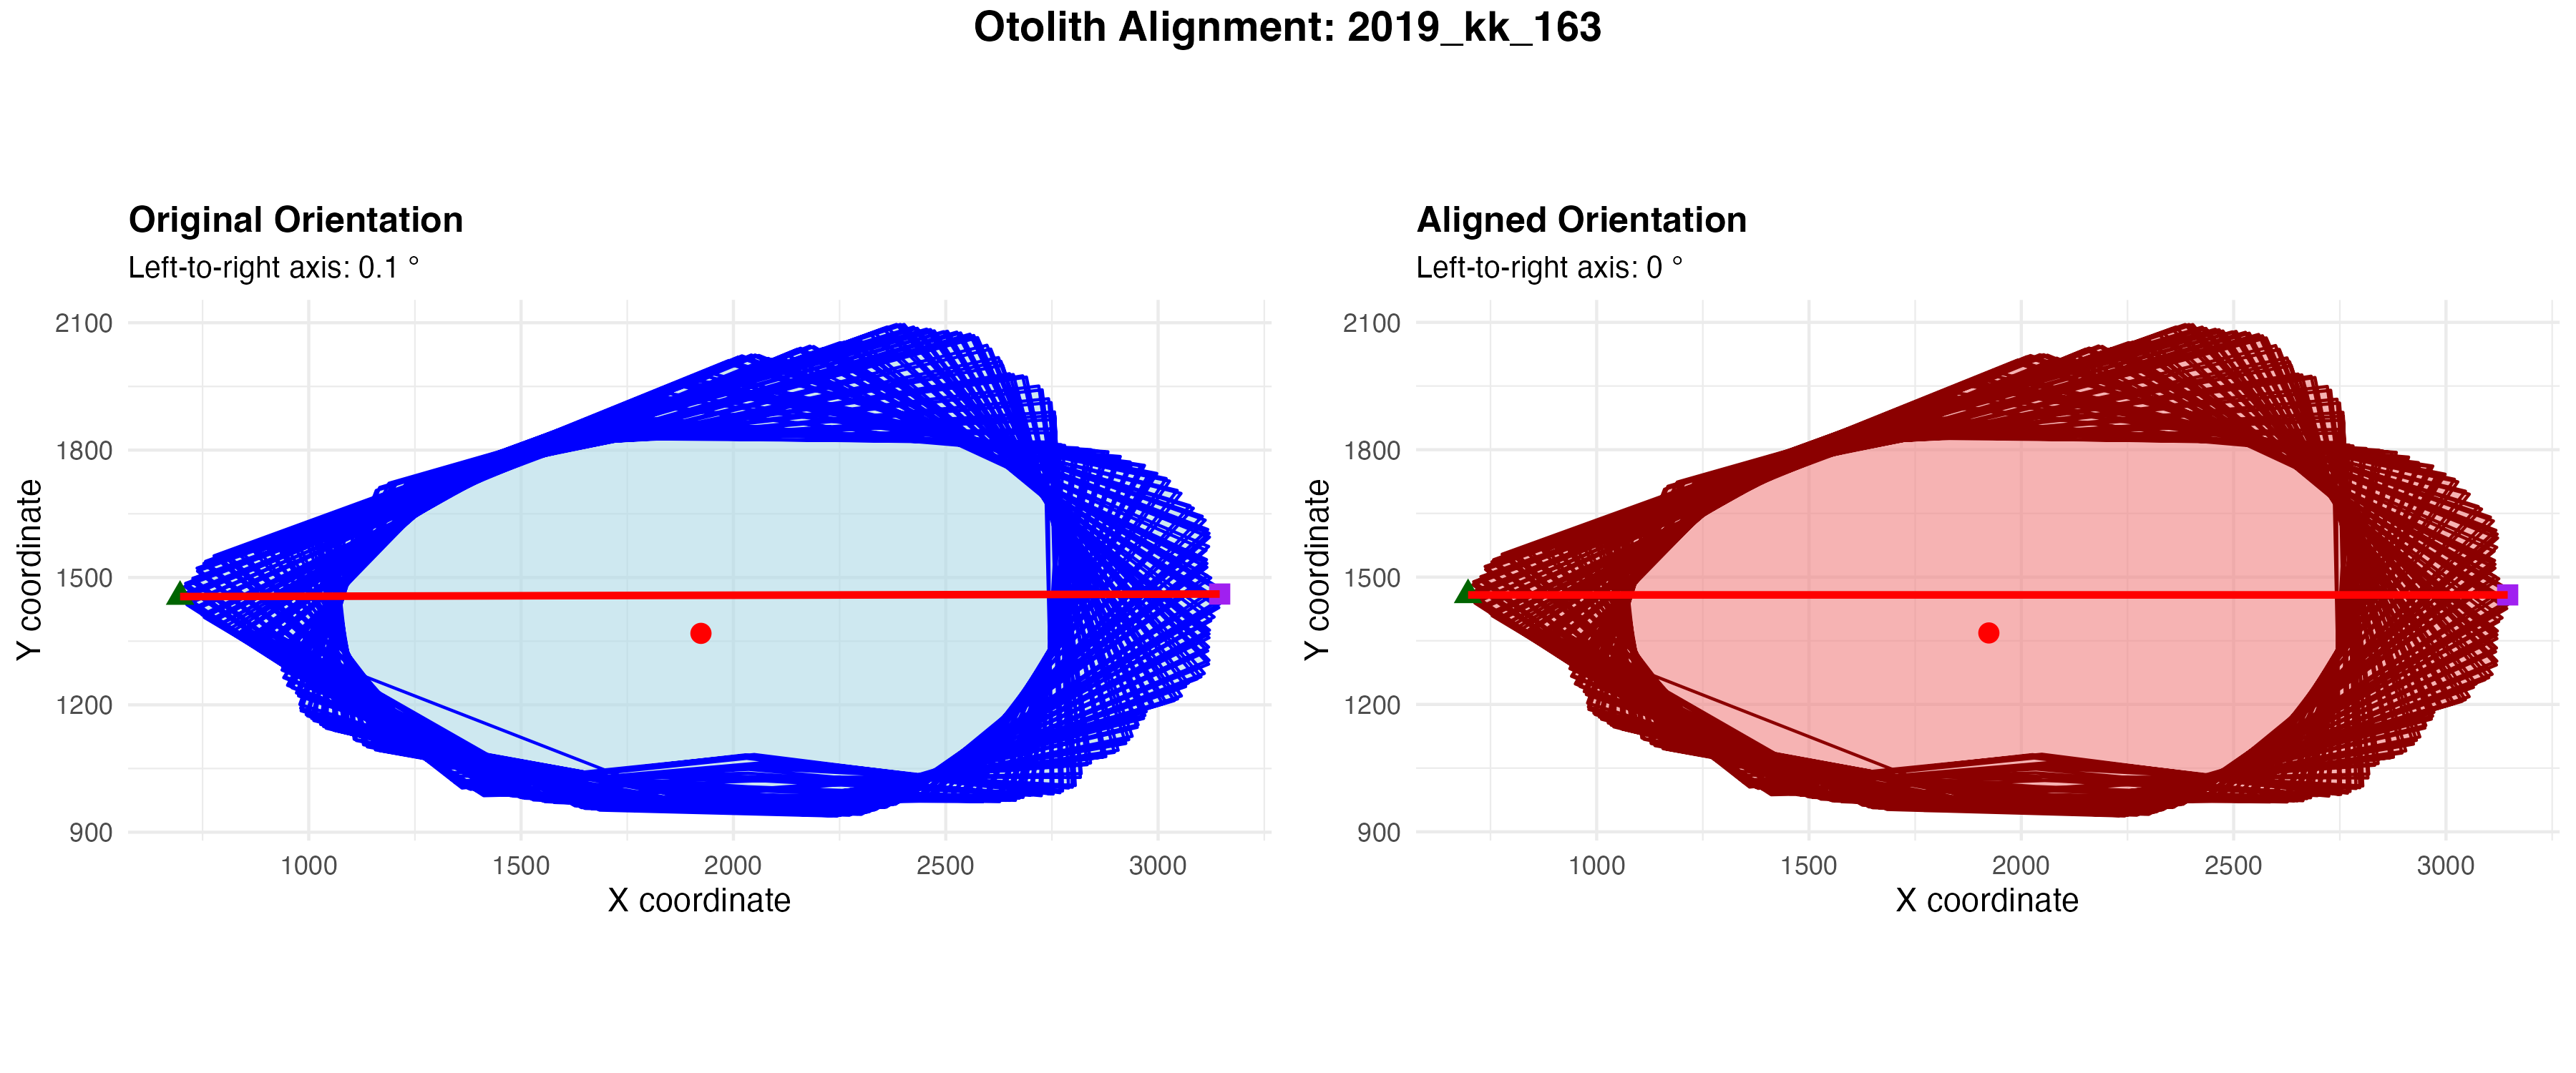 Otolith Alignment: 2019_kk_163
Original Orientation
Left-to-right axis: 0.1 °
2100
1800
1500
1200
900
Y coordinate
1000 1500 2000 2500 3000
X coordinate
Aligned Orientation
Left-to-right axis: 0 °
2100
1800
1500
1200
900
Y coordinate
1000 1500 2000 2500 3000
X coordinate